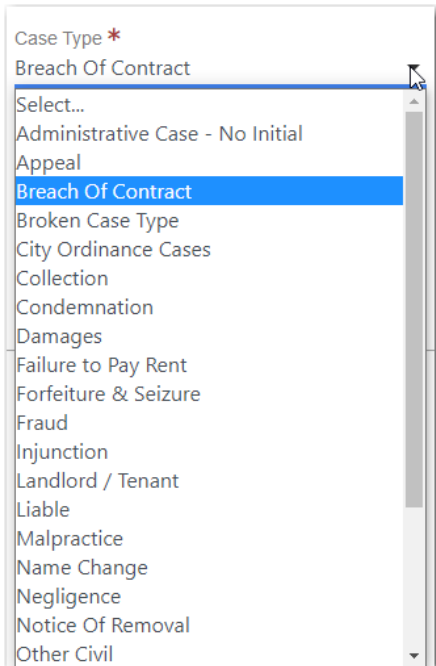 Case Type *
Breach Of Contract
Select...
Administrative Case - No Initial
Appeal
Breach Of Contract
Broken Case Type
City Ordinance Cases
Collection
Condemnation
Damages
Failure to Pay Rent
Forfeiture & Seizure
Fraud
Injunction
Landlord / Tenant
Liable
Malpractice
Name Change
Negligence
Notice Of Removal
Other Civil